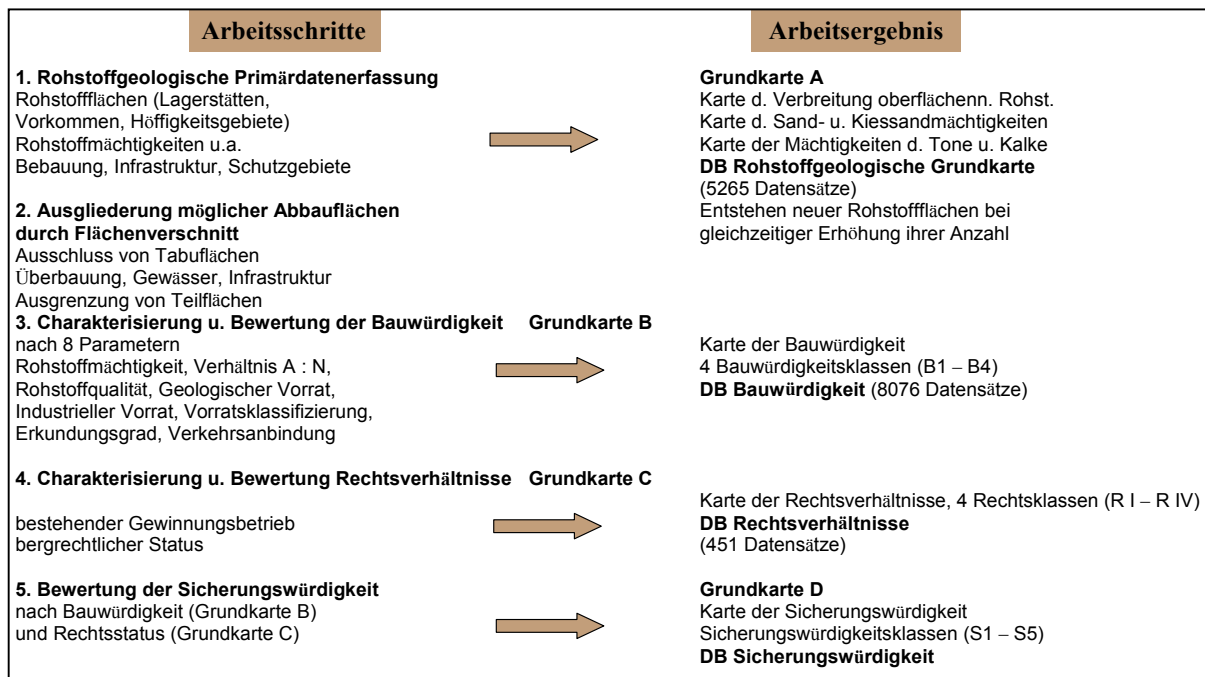 Arbeitsschritte
Arbeitsergebnis
1. Rohstoffgeologische Primärdatenerfassung
Rohstoffflächen (Lagerstätten,
Vorkommen, Höffigkeitsgebiete)
Rohstoffmächtigkeiten u.a.
Bebauung, Infrastruktur, Schutzgebiete
Grundkarte A
Karte d. Verbreitung oberflächenn. Rohst.
Karte d. Sand- u. Kiessandmächtigkeiten
Karte der Mächtigkeiten d. Tone u. Kalke
DB Rohstoffgeologische Grundkarte
(5265 Datensätze)
2. Ausgliederung möglicher Abbauflächen
durch Flächenverschnitt
Ausschluss von Tabuflächen
Überbauung, Gewässer, Infrastruktur
Ausgrenzung von Teilflächen
Entstehen neuer Rohstoffflächen bei
gleichzeitiger Erhöhung ihrer Anzahl
3. Charakterisierung u. Bewertung der Bauwürdigkeit Grundkarte B
nach 8 Parametern
Rohstoffmächtigkeit, Verhältnis A : N,
Rohstoffqualität, Geologischer Vorrat,
Industrieller Vorrat, Vorratsklassifizierung,
Erkundungsgrad, Verkehrsanbindung
Karte der Bauwürdigkeit
4 Bauwürdigkeitsklassen (B1 – B4)
DB Bauwürdigkeit (8076 Datensätze)
4. Charakterisierung u. Bewertung Rechtsverhältnisse Grundkarte C
bestehender Gewinnungsbetrieb
bergrechtlicher Status
Karte der Rechtsverhältnisse, 4 Rechtsklassen (R I – R IV)
DB Rechtsverhältnisse
(451 Datensätze)
5. Bewertung der Sicherungswürdigkeit
nach Bauwürdigkeit (Grundkarte B)
und Rechtsstatus (Grundkarte C)
Grundkarte D
Karte der Sicherungswürdigkeit
Sicherungswürdigkeitsklassen (S1 – S5)
DB Sicherungswürdigkeit